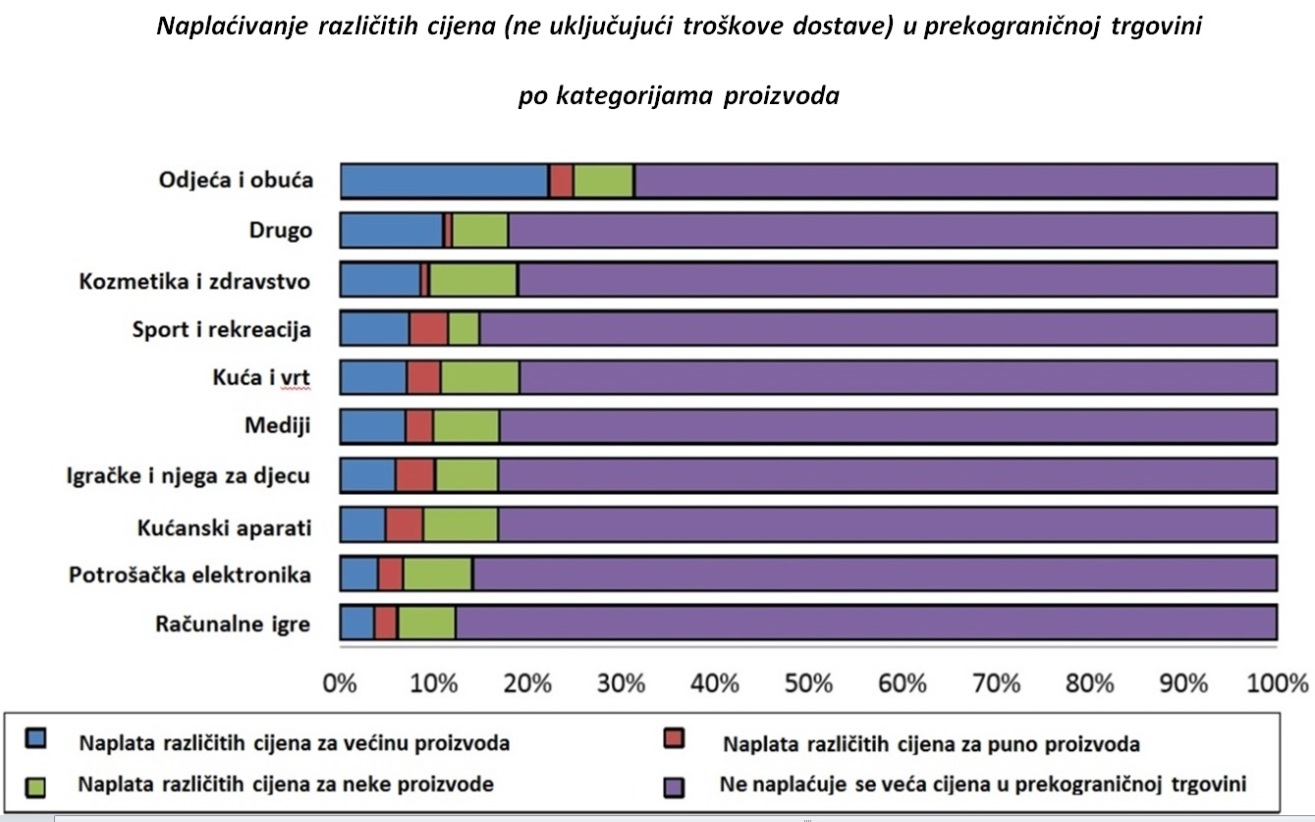 Naplaćivanje različitih cijena (ne uključujući troškove dostave) u prekograničnoj trgovini
po kategorijama proizvoda
Odjeća i obuća
Drugo
Kozmetika i zdravstvo
Sport i rekreacija
Kuća i vrt
Mediji
Igračke i njega za djecu
Kućanski aparati
Potrošačka elektronika
Računalne igre
0% 10% 20% 30% 40% 50% 60% 70% 80% 90% 100%
Naplata različitih cijena za većinu proizvoda
Naplata različitih cijena za puno proizvoda
Naplata različitih cijena za neke proizvode
Ne naplaćuje se veća cijena u prekograničnoj trgovini